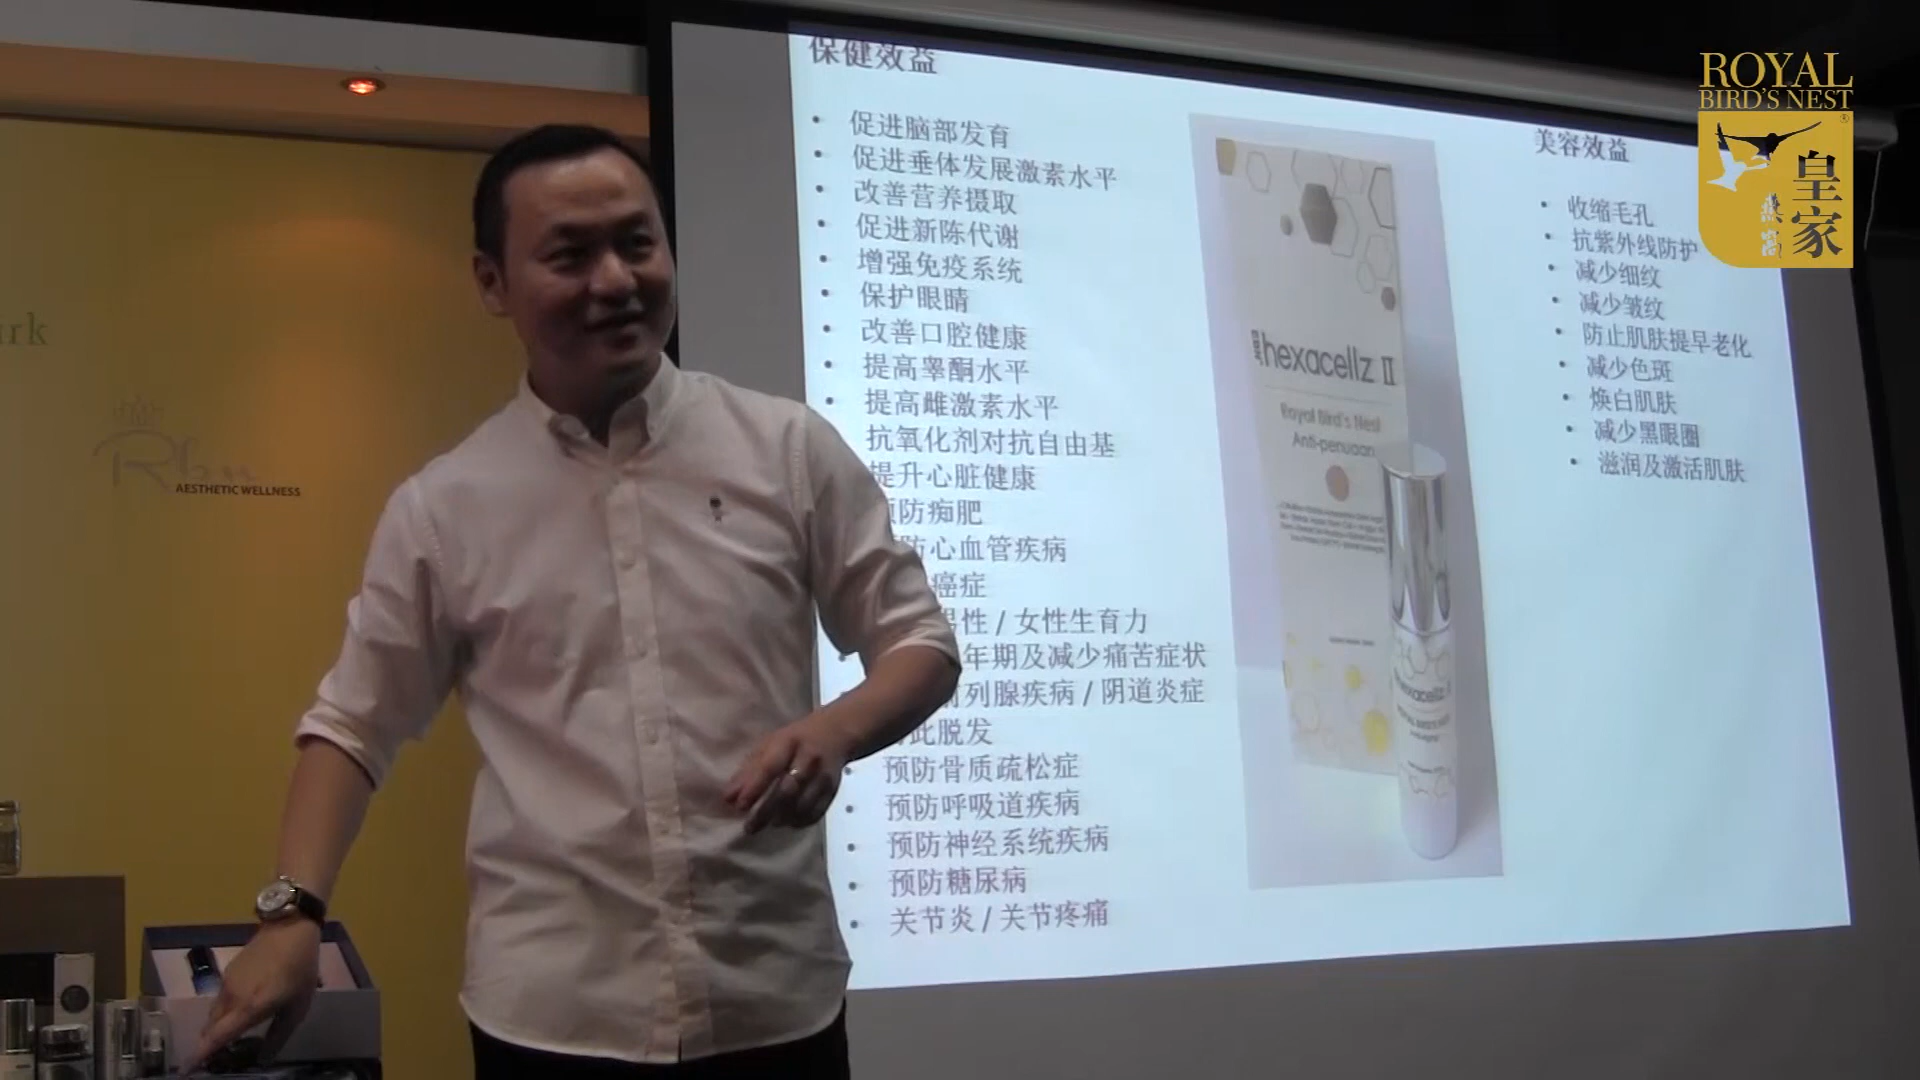 保健效益
促进脑部发育
促进垂体发展激素水平
改善营养摄取
促进新陈代谢
增强免疫系统
保护眼睛
改善口腔健康
提高睾酮水平
提高雌激素水平
抗氧化剂对抗自由基
提升心脏健康
防痴肥
防心血管疾病
癌症
男性 / 女性生育力
年期及减少痛苦症状
前列腺疾病 / 阴道炎症
此脱发
预防骨质疏松症
预防呼吸道疾病
预防神经系统疾病
预防糖尿病
关节炎 / 关节疼痛
hexacellz II
Royal Bird's Nest
Anti-penuaan
hexacellz II
美容效益
收缩毛孔
抗紫外线防护
减少细纹
减少皱纹
防止肌肤提早老化
减少色斑
焕白肌肤
减少黑眼圈
滋润及激活肌肤
ROYAL
BIRD'S NEST
皇家
燕窩
irk
Rbn
AESTHETIC WELLNESS